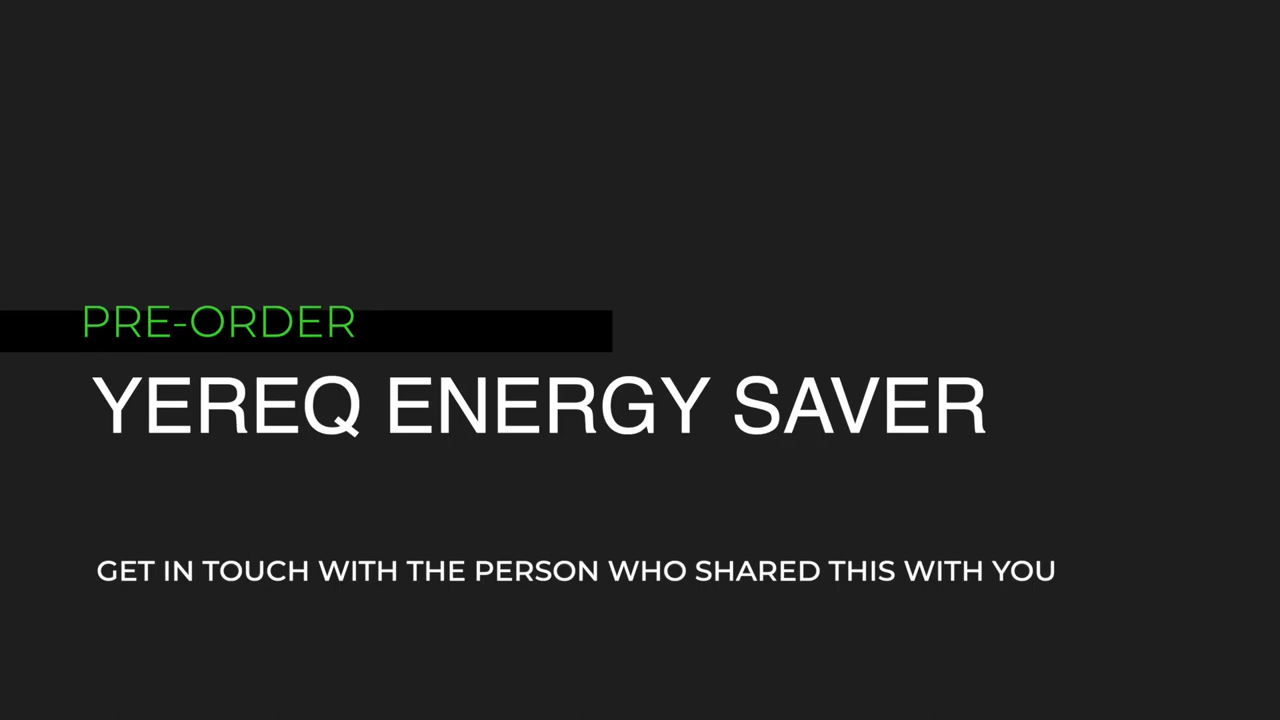 PRE-ORDER
YEREQ ENERGY SAVER
GET IN TOUCH WITH THE PERSON WHO SHARED THIS WITH YOU